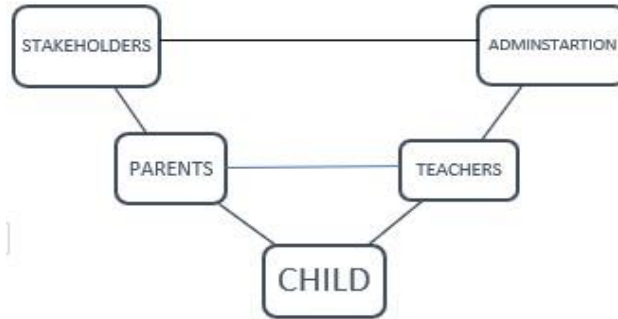 STAKEHOLDERS
ADMINSTARTION
PARENTS
TEACHERS
CHILD